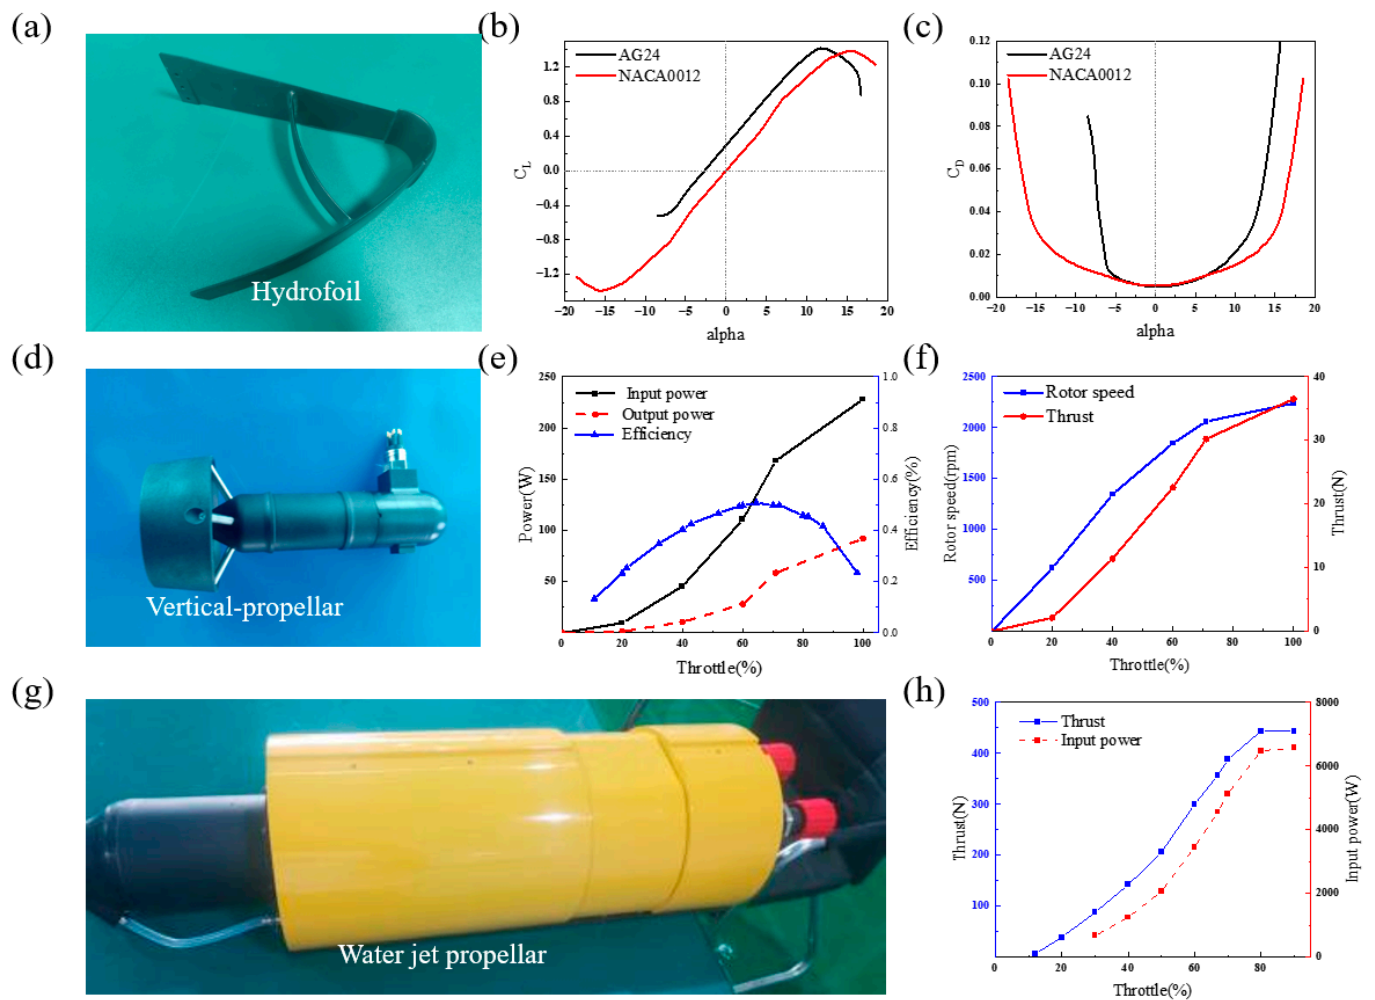 (a)
Hydrofoil
(b)
AG24
NACA0012
C_L
1.2
0.8
0.4
0.0
−0.4
−0.8
−1.2
−20 −15 −10 −5 0 5 10 15 20
alpha
(c)
AG24
NACA0012
C_D
0.12
0.10
0.08
0.06
0.04
0.02
0.00
−20 −15 −10 −5 0 5 10 15 20
alpha
(d)
Vertical-propellar
(e)
Input power
Output power
Efficiency
Power(W)
250
200
150
100
50
Efficiency(%)
1.0
0.8
0.6
0.4
0.2
0.0
0 20 40 60 80 100
Throttle(%)
(f)
Rotor speed
Thrust
Rotor speed(rpm)
2500
2000
1500
1000
500
Thrust(N)
40
30
20
10
0
0 20 40 60 80 100
Throttle(%)
(g)
Water jet propellar
(h)
Thrust
Input power
Thrust(N)
500
400
300
200
100
Input power(W)
8000
6000
4000
2000
0
0 20 40 60 80
Throttle(%)